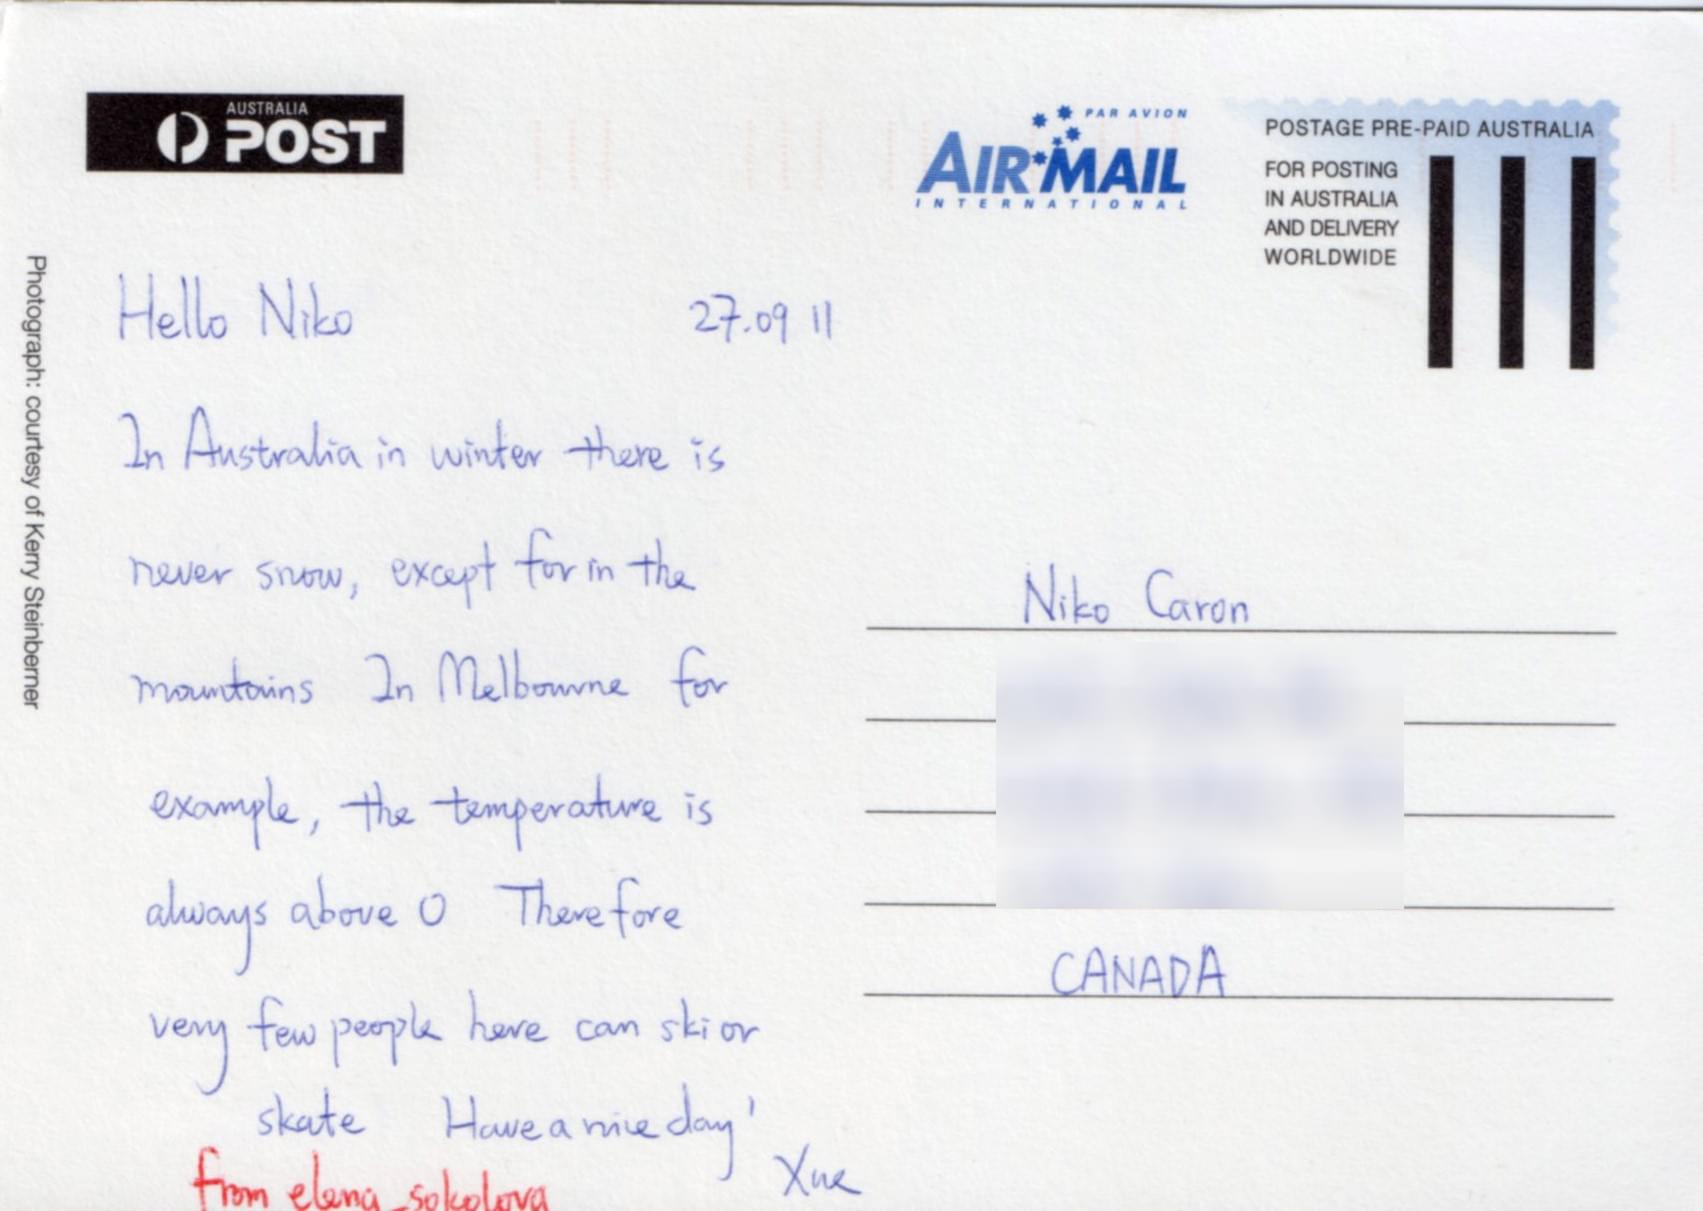 AUSTRALIA
POST
PAR AVION
AIR MAIL
INTERNATIONAL
POSTAGE PRE-PAID AUSTRALIA
FOR POSTING
IN AUSTRALIA
AND DELIVERY
WORLDWIDE
Photograph: courtesy of Kerry Steinberner
Hello Niko 27.09 11
In Australia in winter there is
never snow, except for in the
mountains In Melbourne for
example, the temperature is
always above 0 Therefore
very few people here can ski or
skate Have a nice day'
Xue
from elena_sokolova
Niko Caron
CANADA